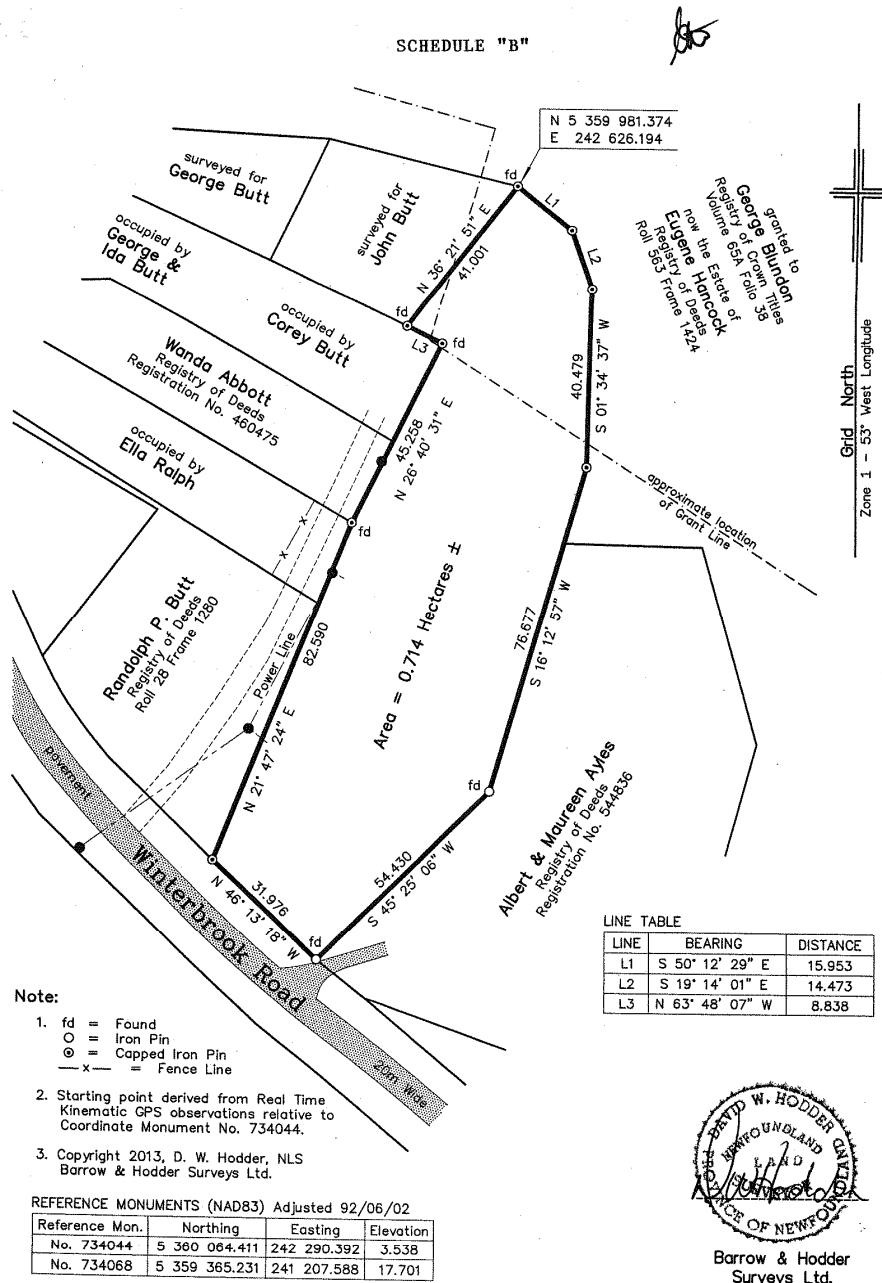 SCHEDULE "B"
N 5 359 981.374
E 242 626.194
surveyed for
George Butt
surveyed for
John Butt
occupied by
George &
Ida Butt
occupied by
Corey Butt
Wanda Abbott
Registry of Deeds
Registration No. 460475
occupied by
Ella Ralph
Randolph P. Butt
Registry of Deeds
Roll 28 Frame 1280
granted to
George Blundon
Registry of Crown Titles
Volume 65A Folio 38
now the Estate of
Eugene Hancock
Registry of Deeds
Roll 563 Frame 1424
Grid North
Zone 1 - 53° West Longitude
fd
L1
L2
N 36° 21' 51" E
41.001
fd
L3
fd
40.479
S 01° 34' 37" W
45.258
N 26° 40' 31" E
fd
approximate location
of Grant Line
76.677
S 16° 12' 57" W
Area = 0.714 Hectares ±
Power Line
82.590
N 21° 47' 24" E
fd
54.430
S 45° 25' 06" W
31.976
N 46° 13' 18" W
fd
Albert & Maureen Ayles
Registry of Deeds
Registration No. 544836
pavement
Winterbrook Road
20m wide
LINE TABLE
LINE BEARING DISTANCE
L1 S 50° 12' 29" E 15.953
L2 S 19° 14' 01" E 14.473
L3 N 63° 48' 07" W 8.838
Note:
1. fd = Found
= Iron Pin
= Capped Iron Pin
x = Fence Line
2. Starting point derived from Real Time
Kinematic GPS observations relative to
Coordinate Monument No. 734044.
3. Copyright 2013, D. W. Hodder, NLS
Barrow & Hodder Surveys Ltd.
REFERENCE MONUMENTS (NAD83) Adjusted 92/06/02
Reference Mon. Northing Easting Elevation
No. 734044 5 360 064.411 242 290.392 3.538
No. 734068 5 359 365.231 241 207.588 17.701
DAVID W. HODDER
NEWFOUNDLAND
LAND
SURVEYOR
PROVINCE OF NEWFOUNDLAND
Barrow & Hodder
Surveys Ltd.